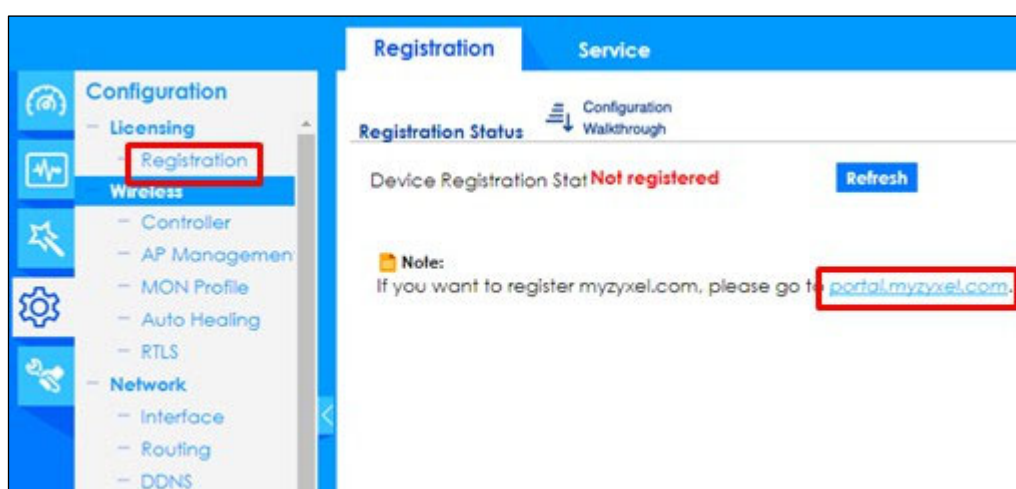 Registration
Service
Configuration
Licensing
Registration
Wireless
Controller
AP Managemen
MON Profile
Auto Healing
RTLS
Network
Interface
Routing
DDNS
Registration Status
Configuration
Walkthrough
Device Registration Stat Not registered
Refresh
Note:
If you want to register myzyxel.com, please go to portal.myzyxel.com.